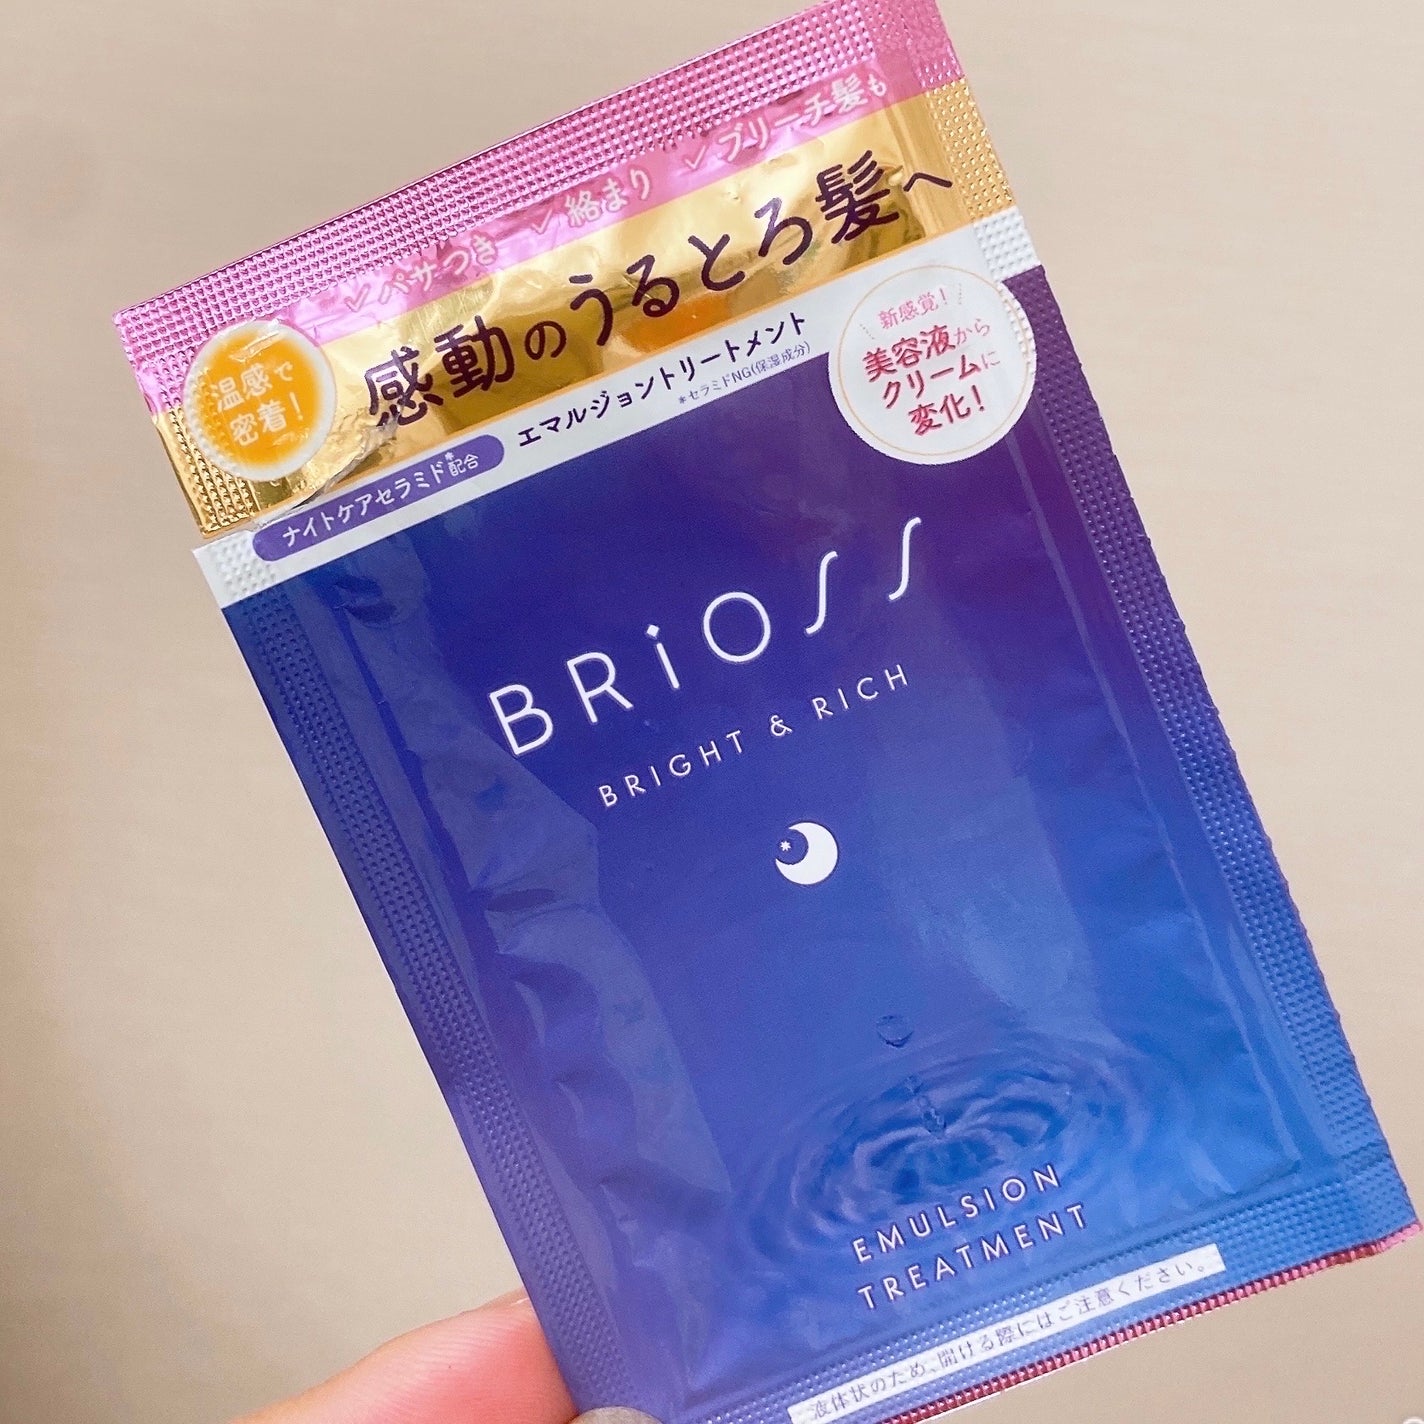 ✓パサつき ✓絡まり ✓ブリーチ髪も
感動のうるとろ髪へ
温感で
密着！
ナイトケアセラミド*配合
エマルジョントリートメント
*セラミドNG(保湿成分)
新感覚！
美容液から
クリームに
変化！
BRiOSS
BRIGHT & RICH
EMULSION
TREATMENT
液体状のため、開ける際にはご注意ください。